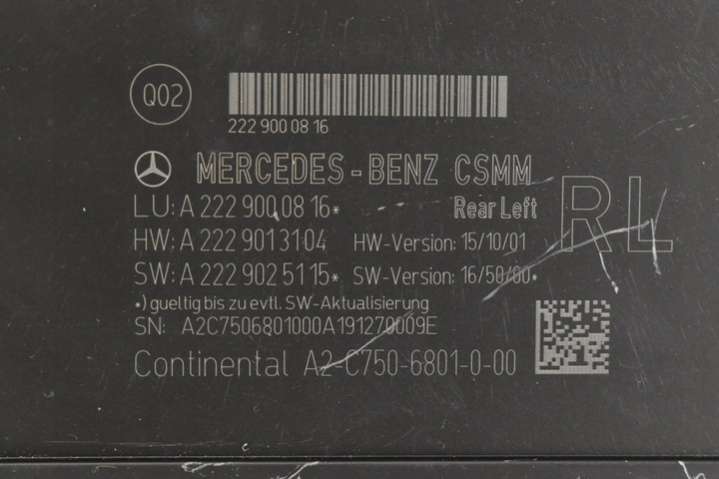 Q02
222 900 08 16
MERCEDES-BENZ CSMM
LU: A 222 900 08 16*
Rear Left
RL
HW: A 222 901 31 04 HW-Version: 15/10/01
SW: A 222 902 51 15* SW-Version: 16/50/00*
*) gueltig bis zu evtl. SW-Aktualisierung
SN: A2C7506801000A191270009E
Continental A2-C750-6801-0-00